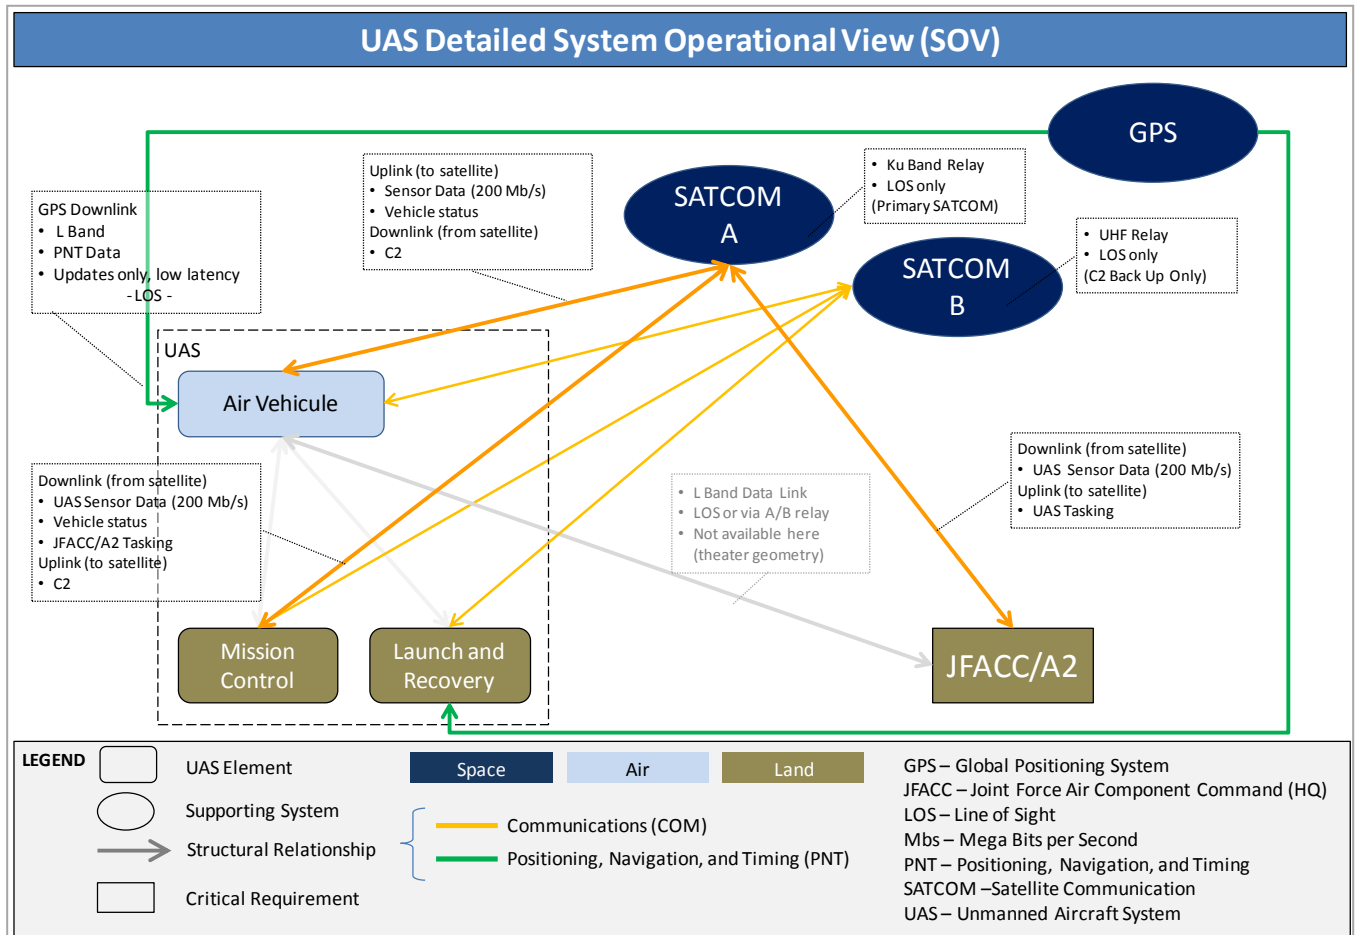 UAS Detailed System Operational View (SOV)
GPS
SATCOM
A
• Ku Band Relay
• LOS only
(Primary SATCOM)
Uplink (to satellite)
• Sensor Data (200 Mb/s)
• Vehicle status
Downlink (from satellite)
• C2
GPS Downlink
• L Band
• PNT Data
• Updates only, low latency
- LOS -
SATCOM
B
• UHF Relay
• LOS only
(C2 Back Up Only)
UAS
Air Vehicule
Downlink (from satellite)
• UAS Sensor Data (200 Mb/s)
• Vehicle status
• JFACC/A2 Tasking
Uplink (to satellite)
• C2
• L Band Data Link
• LOS or via A/B relay
• Not available here
(theater geometry)
Downlink (from satellite)
• UAS Sensor Data (200 Mb/s)
Uplink (to satellite)
• UAS Tasking
Mission
Control
Launch and
Recovery
JFACC/A2
LEGEND
UAS Element
Supporting System
Structural Relationship
Critical Requirement
Space
Air
Land
Communications (COM)
Positioning, Navigation, and Timing (PNT)
GPS – Global Positioning System
JFACC – Joint Force Air Component Command (HQ)
LOS – Line of Sight
Mbs – Mega Bits per Second
PNT – Positioning, Navigation, and Timing
SATCOM –Satellite Communication
UAS – Unmanned Aircraft System